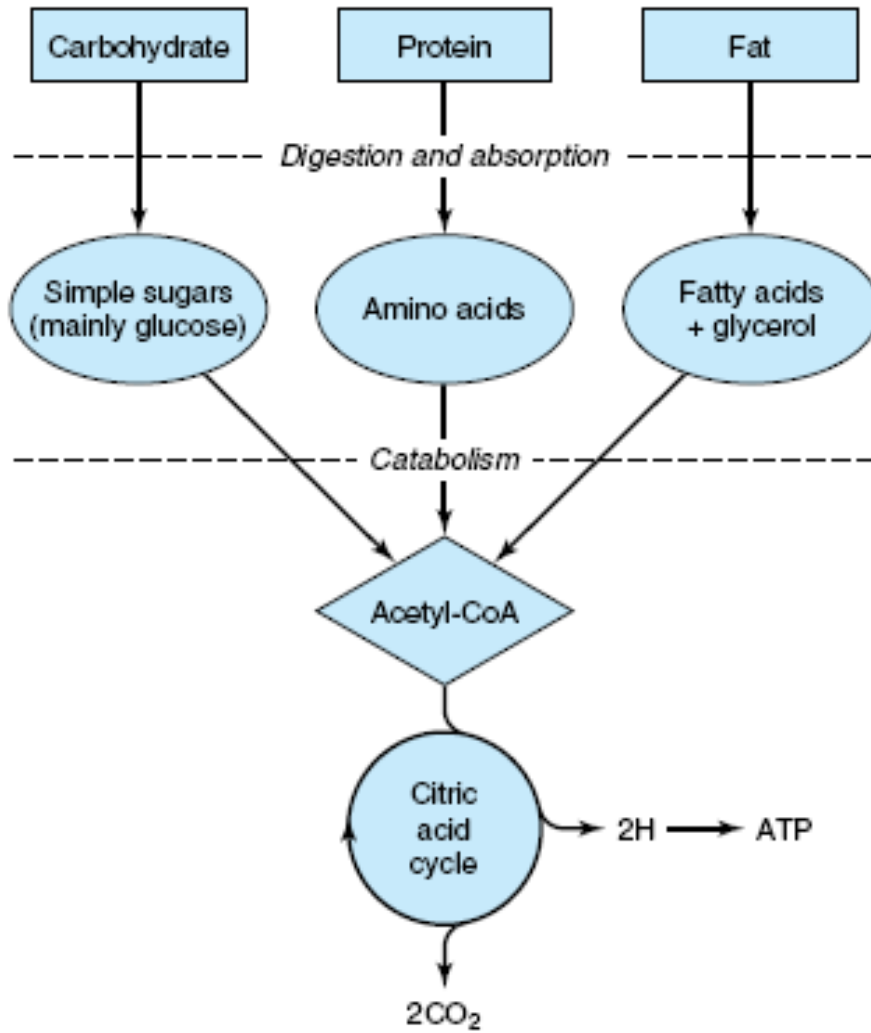 Carbohydrate
Protein
Fat
Digestion and absorption
Simple sugars
(mainly glucose)
Amino acids
Fatty acids
+ glycerol
Catabolism
Acetyl-CoA
Citric
acid
cycle
2H
ATP
2CO₂